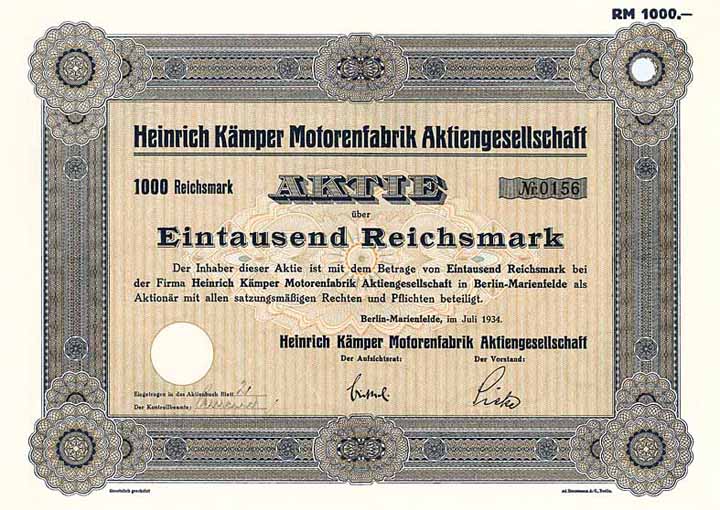 RM 1000.—
Heinrich Kämper Motorenfabrik Aktiengesellschaft
1000 Reichsmark AKTIE Nr. 0156
über
Eintausend Reichsmark
Der Inhaber dieser Aktie ist mit dem Betrage von Eintausend Reichsmark bei
der Firma Heinrich Kämper Motorenfabrik Aktiengesellschaft in Berlin-Marienfelde als
Aktionär mit allen satzungsmäßigen Rechten und Pflichten beteiligt.
Berlin-Marienfelde, im Juli 1934.
Heinrich Kämper Motorenfabrik Aktiengesellschaft
Der Aufsichtsrat: Der Vorstand:
Eingetragen in das Aktienbuch Blatt
Der Kontrollbeamte:
Gesetzlich geschützt